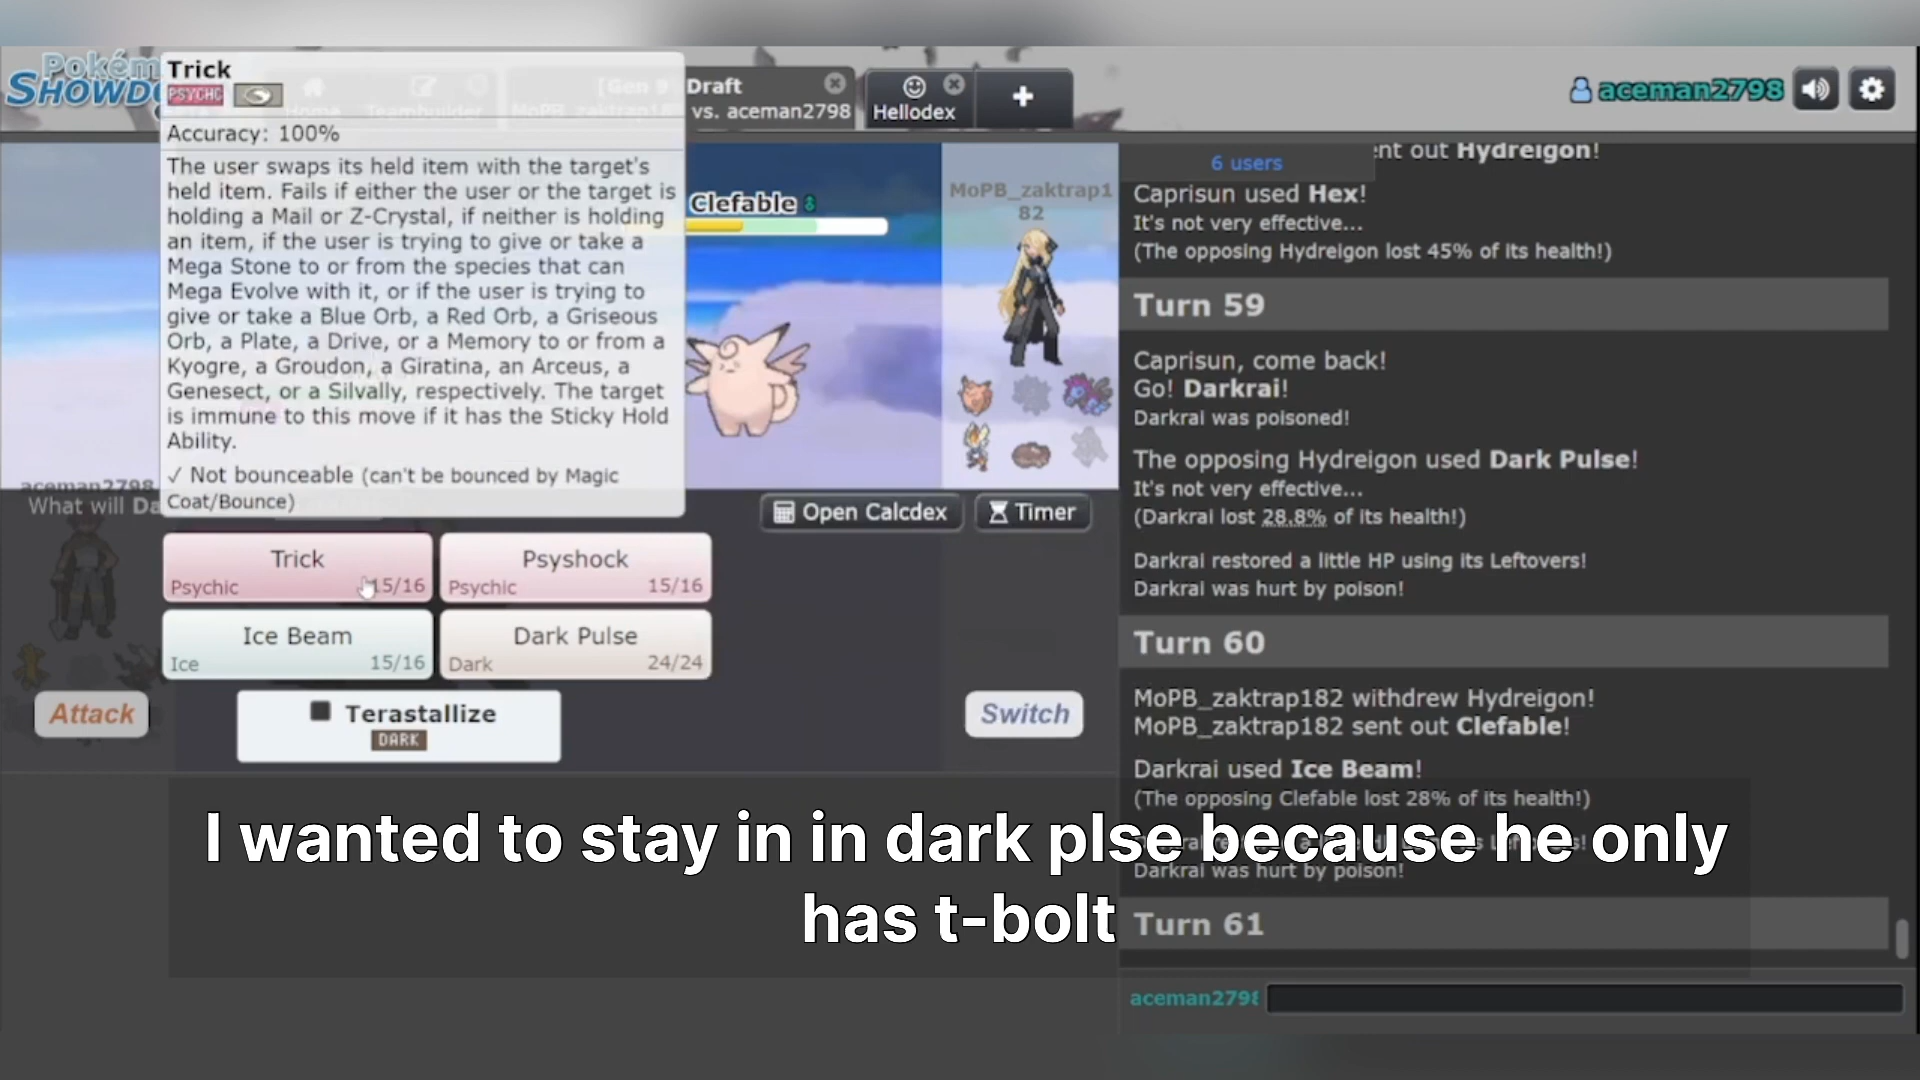 Pokém
SHOWD
Trick
PSYCHC
Accuracy: 100%
The user swaps its held item with the target's
held item. Fails if either the user or the target is
holding a Mail or Z-Crystal, if neither is holding
an item, if the user is trying to give or take a
Mega Stone to or from the species that can
Mega Evolve with it, or if the user is trying to
give or take a Blue Orb, a Red Orb, a Griseous
Orb, a Plate, a Drive, or a Memory to or from a
Kyogre, a Groudon, a Giratina, an Arceus, a
Genesect, or a Silvally, respectively. The target
is immune to this move if it has the Sticky Hold
Ability.
✓ Not bounceable (can't be bounced by Magic
Coat/Bounce)
Home
Teambuilder
[Gen 9 Draft
MoPB_zaktrap18 vs. aceman2798
Hellodex
aceman2798
Clefable
MoPB_zaktrap1
82
aceman2798
What will Da
Open Calcdex
Timer
Trick
Psychic 15/16
Psyshock
Psychic 15/16
Ice Beam
Ice 15/16
Dark Pulse
Dark 24/24
Attack
Terastallize
DARK
Switch
6 users
ent out Hydreigon!
Caprisun used Hex!
It's not very effective...
(The opposing Hydreigon lost 45% of its health!)
Turn 59
Caprisun, come back!
Go! Darkrai!
Darkrai was poisoned!
The opposing Hydreigon used Dark Pulse!
It's not very effective...
(Darkrai lost 28.8% of its health!)
Darkrai restored a little HP using its Leftovers!
Darkrai was hurt by poison!
Turn 60
MoPB_zaktrap182 withdrew Hydreigon!
MoPB_zaktrap182 sent out Clefable!
Darkrai used Ice Beam!
(The opposing Clefable lost 28% of its health!)
Darkrai was hurt by poison!
Turn 61
aceman2798
I wanted to stay in in dark plse because he only
has t-bolt